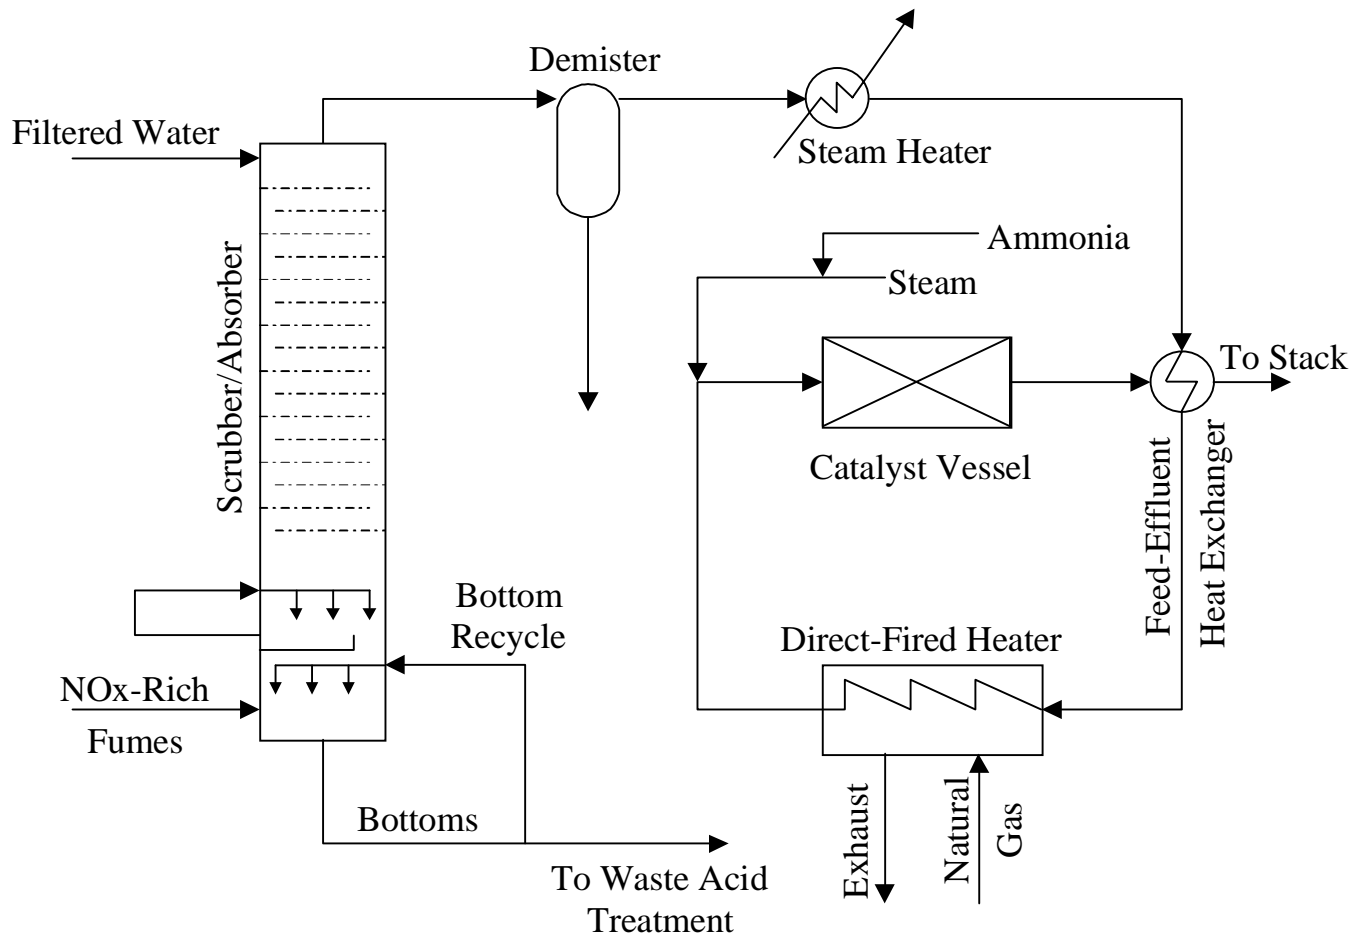 Demister
Filtered Water
Steam Heater
Ammonia
Steam
Scrubber/Absorber
To Stack
Catalyst Vessel
Feed-Effluent
Heat Exchanger
Bottom
Recycle
Direct-Fired Heater
NOx-Rich
Fumes
Bottoms
Exhaust
Natural
Gas
To Waste Acid
Treatment